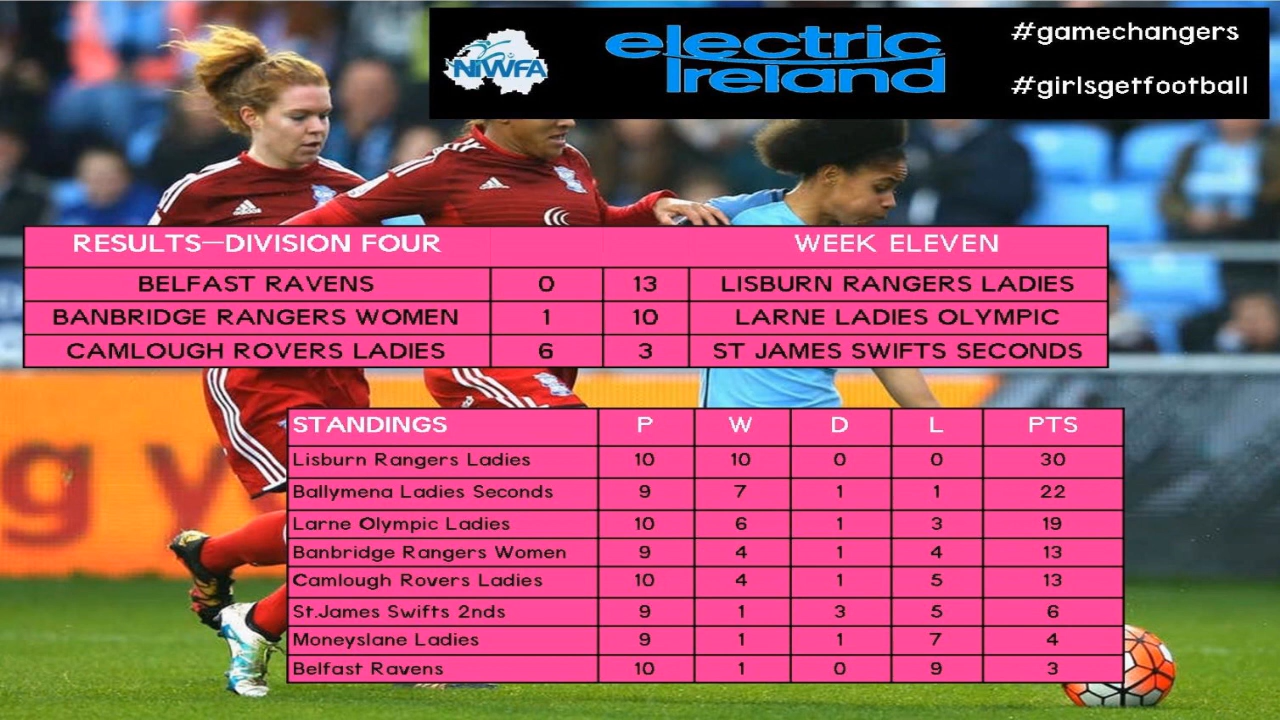 NIWFA
electric
Ireland
#gamechangers
#girlsgetfootball
RESULTS—DIVISION FOUR WEEK ELEVEN
BELFAST RAVENS 0 13 LISBURN RANGERS LADIES
BANBRIDGE RANGERS WOMEN 1 10 LARNE LADIES OLYMPIC
CAMLOUGH ROVERS LADIES 6 3 ST JAMES SWIFTS SECONDS
STANDINGS P W D L PTS
Lisburn Rangers Ladies 10 10 0 0 30
Ballymena Ladies Seconds 9 7 1 1 22
Larne Olympic Ladies 10 6 1 3 19
Banbridge Rangers Women 9 4 1 4 13
Camlough Rovers Ladies 10 4 1 5 13
St.James Swifts 2nds 9 1 3 5 6
Moneyslane Ladies 9 1 1 7 4
Belfast Ravens 10 1 0 9 3